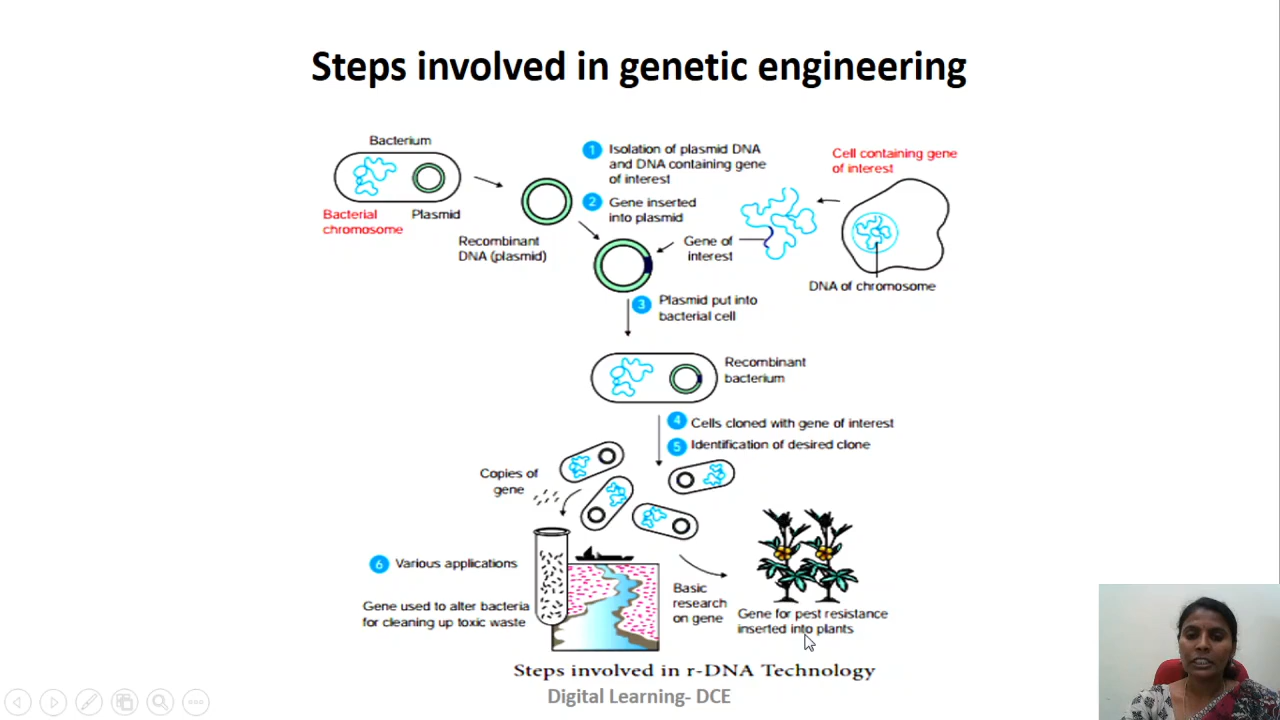 Steps involved in genetic engineering
Bacterium
Bacterial
chromosome
Plasmid
1 Isolation of plasmid DNA
and DNA containing gene
of interest
2 Gene inserted
into plasmid
Cell containing gene
of interest
Recombinant
DNA (plasmid)
Gene of
interest
DNA of chromosome
3 Plasmid put into
bacterial cell
Recombinant
bacterium
4 Cells cloned with gene of interest
5 Identification of desired clone
Copies of
gene
6 Various applications
Gene used to alter bacteria
for cleaning up toxic waste
Basic
research
on gene
Gene for pest resistance
inserted into plants
Steps involved in r-DNA Technology
Digital Learning- DCE